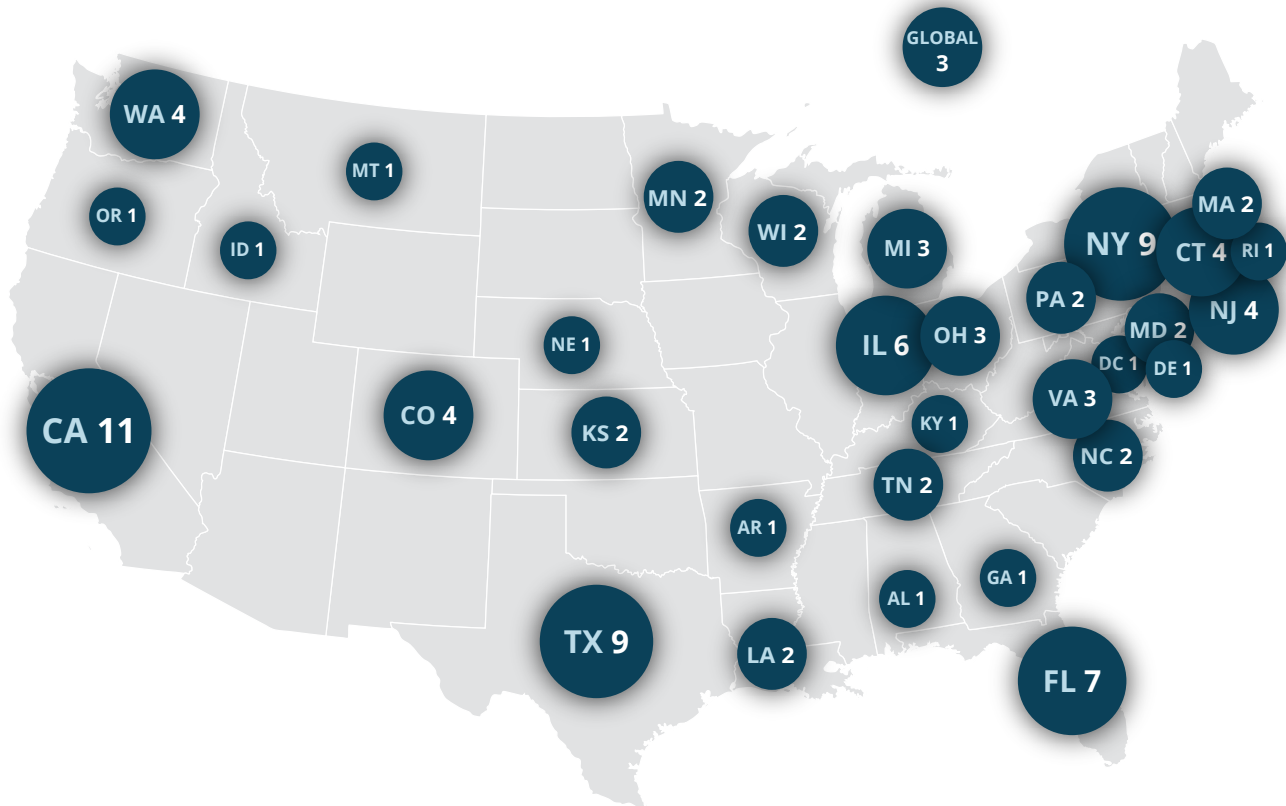 GLOBAL
3
WA 4
MT 1
OR 1
ID 1
MN 2
WI 2
MI 3
MA 2
NY 9
CT 4
RI 1
PA 2
NJ 4
NE 1
IL 6
OH 3
MD 2
DC 1
DE 1
CA 11
CO 4
KS 2
KY 1
VA 3
NC 2
TN 2
AR 1
GA 1
AL 1
TX 9
LA 2
FL 7